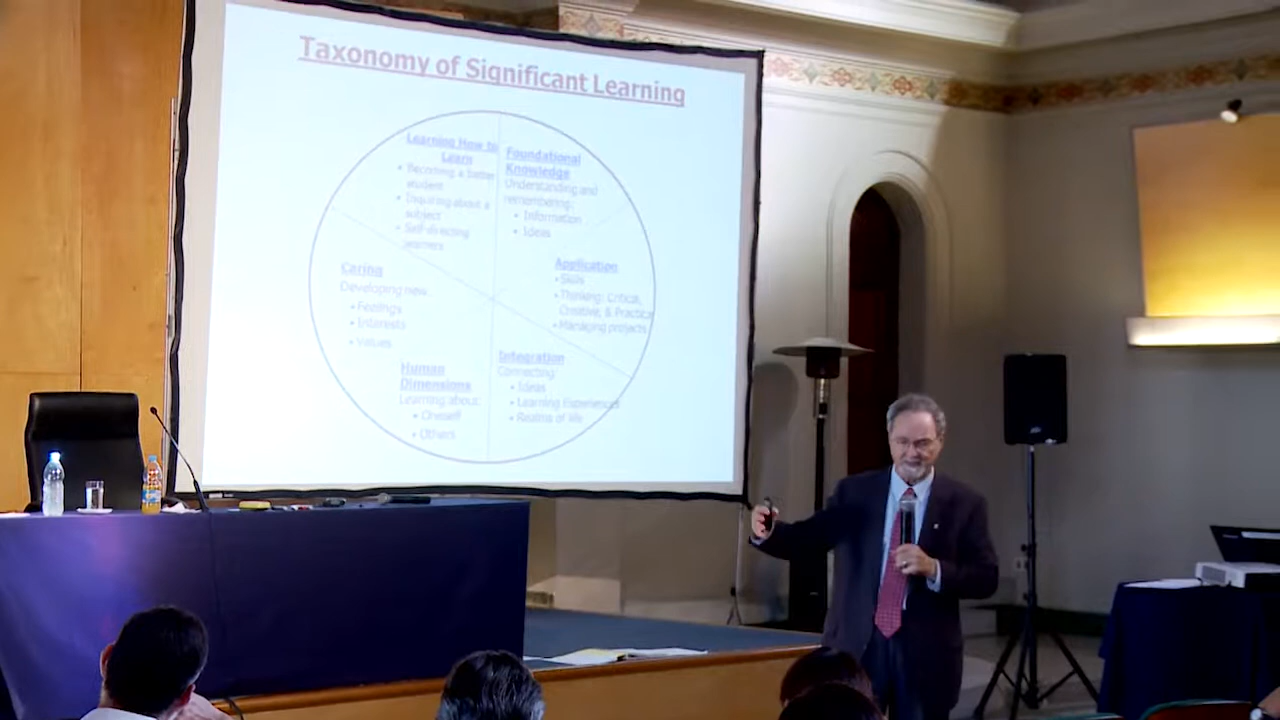 Taxonomy of Significant Learning
Learning How to
Learn
• Becoming a better
student
• Inquiring about a
subject
• Self-directing
learners
Foundational
Knowledge
Understanding and
remembering:
• Information
• Ideas
Application
• Skills
• Thinking: Critical,
Creative, & Practical
• Managing projects
Integration
Connecting:
• Ideas
• Learning Experiences
• Realms of life
Human
Dimensions
Learning about:
• Oneself
• Others
Caring
Developing new
• Feelings
• Interests
• Values